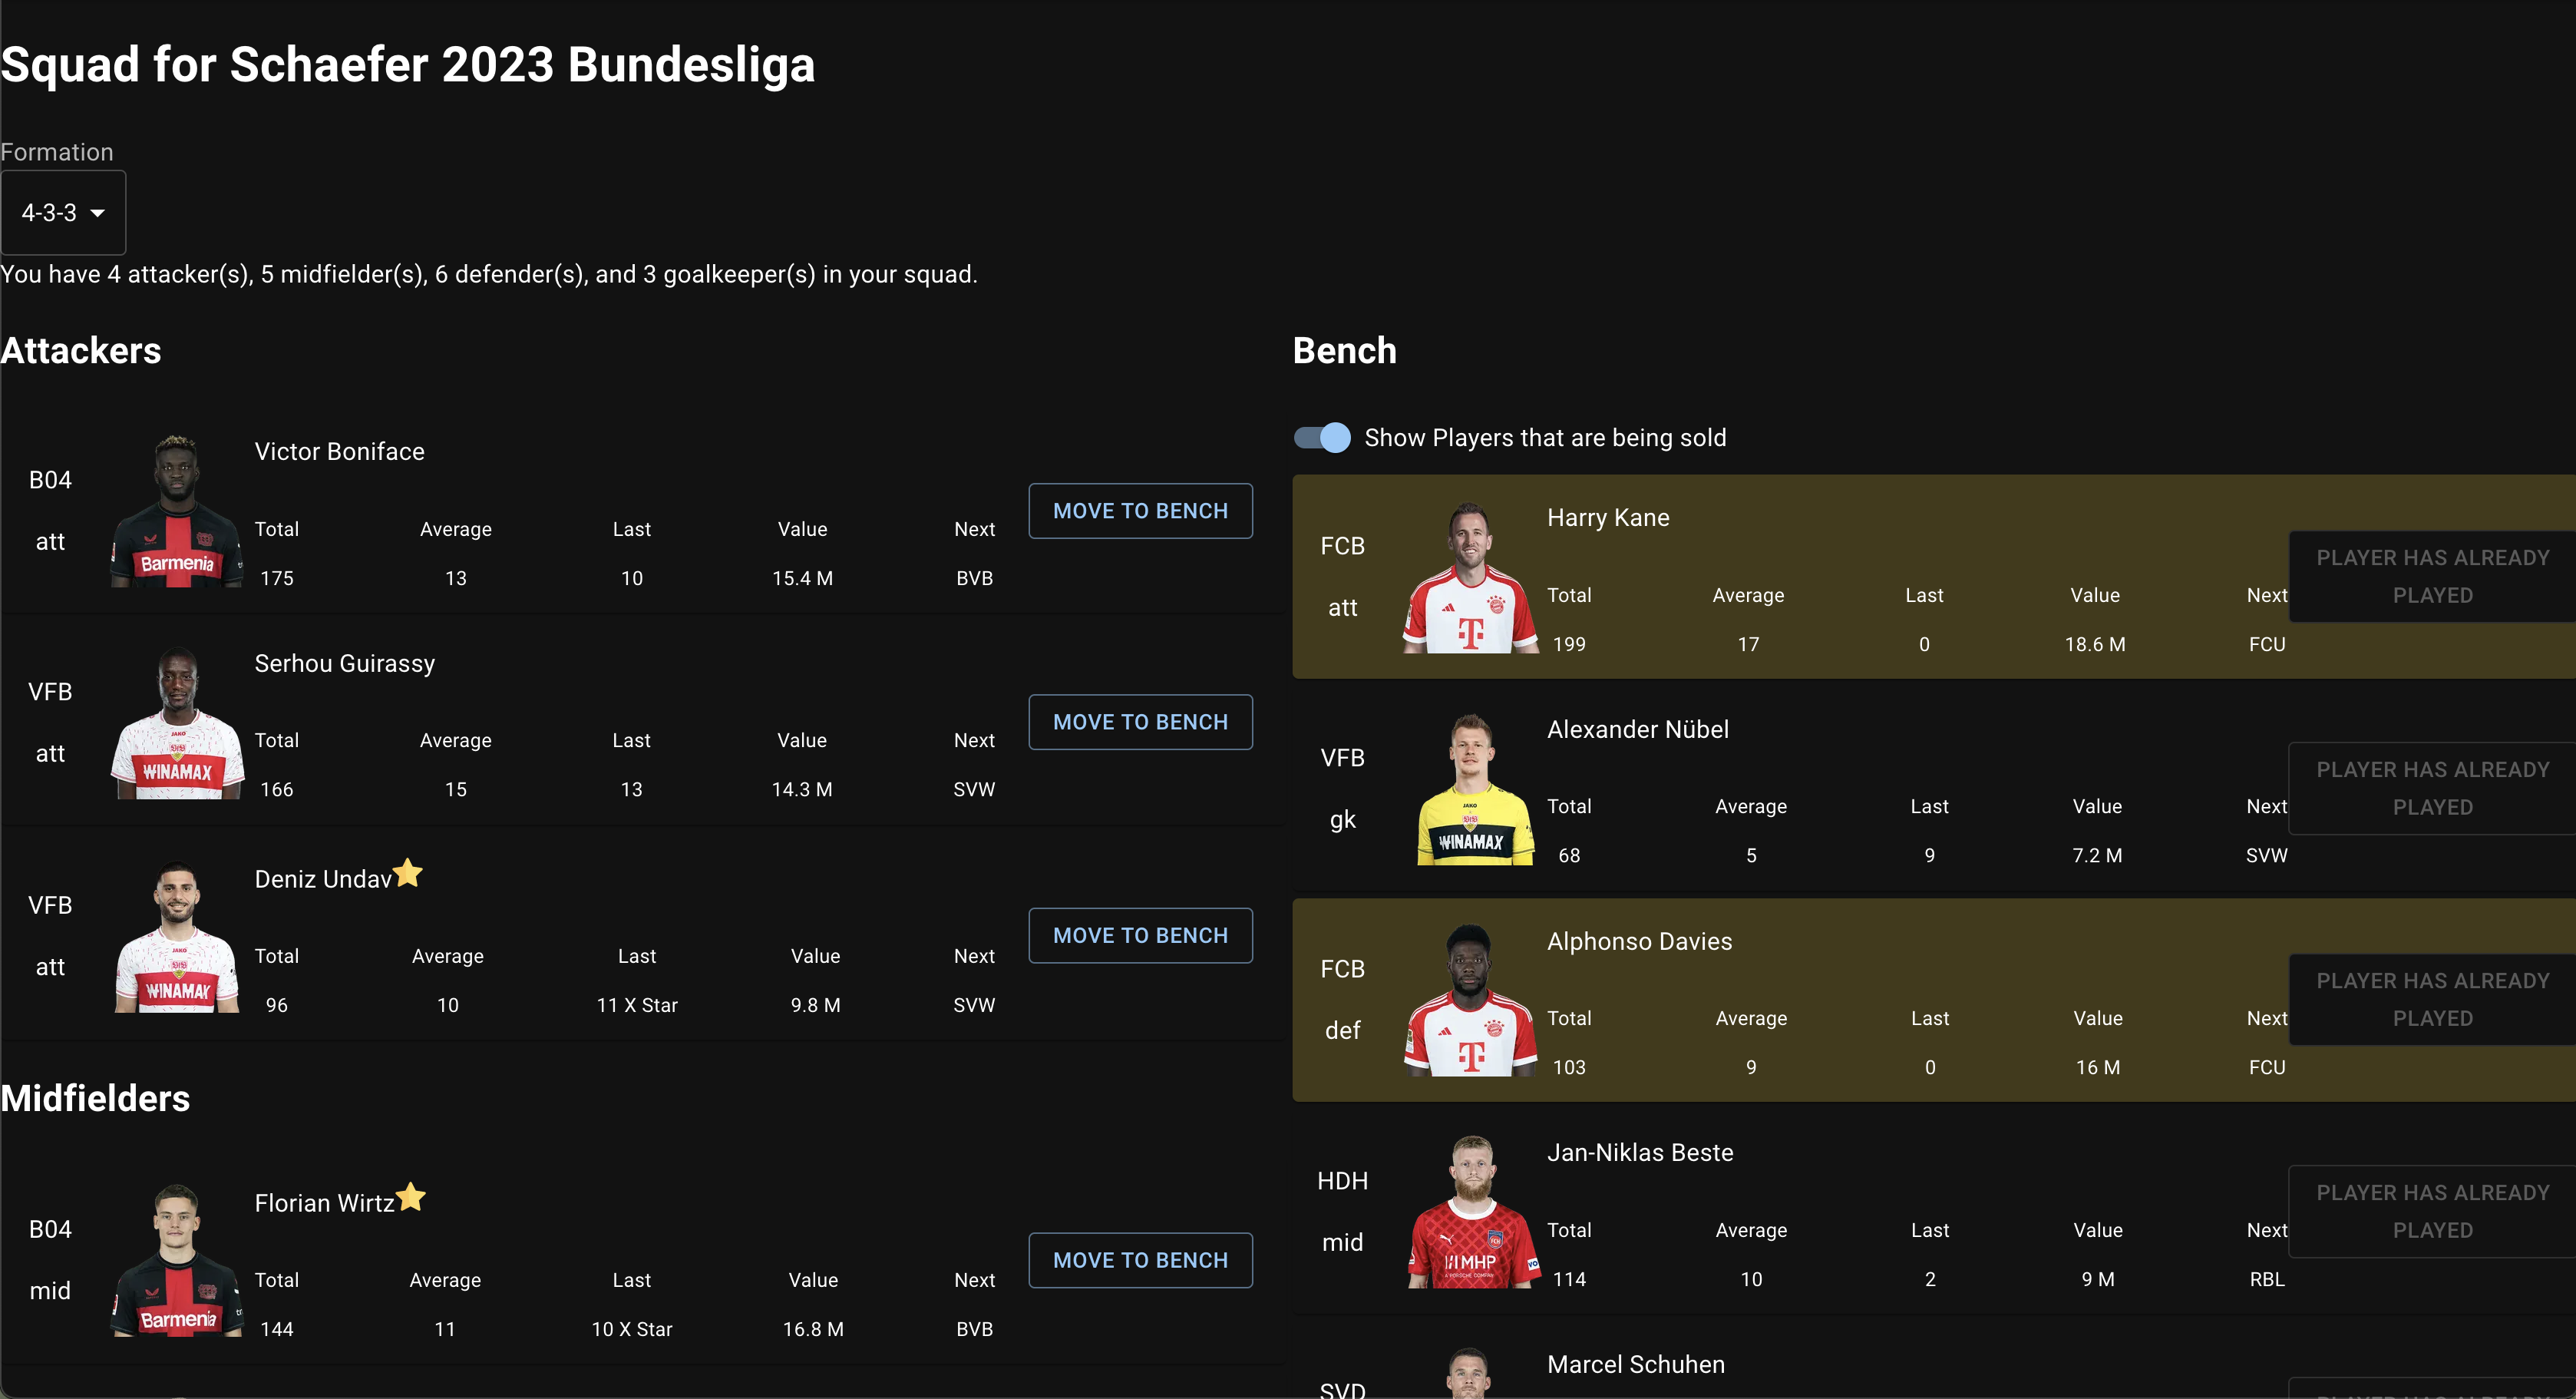 Squad for Schaefer 2023 Bundesliga
Formation
4-3-3
You have 4 attacker(s), 5 midfielder(s), 6 defender(s), and 3 goalkeeper(s) in your squad.
Attackers
B04
att
Barmenia
Victor Boniface
Total Average Last Value Next
175 13 10 15.4 M BVB
MOVE TO BENCH
VFB
att
JAKO
WINAMAX
Serhou Guirassy
Total Average Last Value Next
166 15 13 14.3 M SVW
MOVE TO BENCH
VFB
att
JAKO
WINAMAX
Deniz Undav
Total Average Last Value Next
96 10 11 X Star 9.8 M SVW
MOVE TO BENCH
Midfielders
B04
mid
Barmenia
Florian Wirtz
Total Average Last Value Next
144 11 10 X Star 16.8 M BVB
MOVE TO BENCH
Bench
Show Players that are being sold
FCB
att
T
Harry Kane
Total Average Last Value Next
199 17 0 18.6 M FCU
PLAYER HAS ALREADY
PLAYED
VFB
gk
JAKO
WINAMAX
Alexander Nübel
Total Average Last Value Next
68 5 9 7.2 M SVW
PLAYER HAS ALREADY
PLAYED
FCB
def
T
Alphonso Davies
Total Average Last Value Next
103 9 0 16 M FCU
PLAYER HAS ALREADY
PLAYED
HDH
mid
MHP
Jan-Niklas Beste
Total Average Last Value Next
114 10 2 9 M RBL
PLAYER HAS ALREADY
PLAYED
SVD
Marcel Schuhen